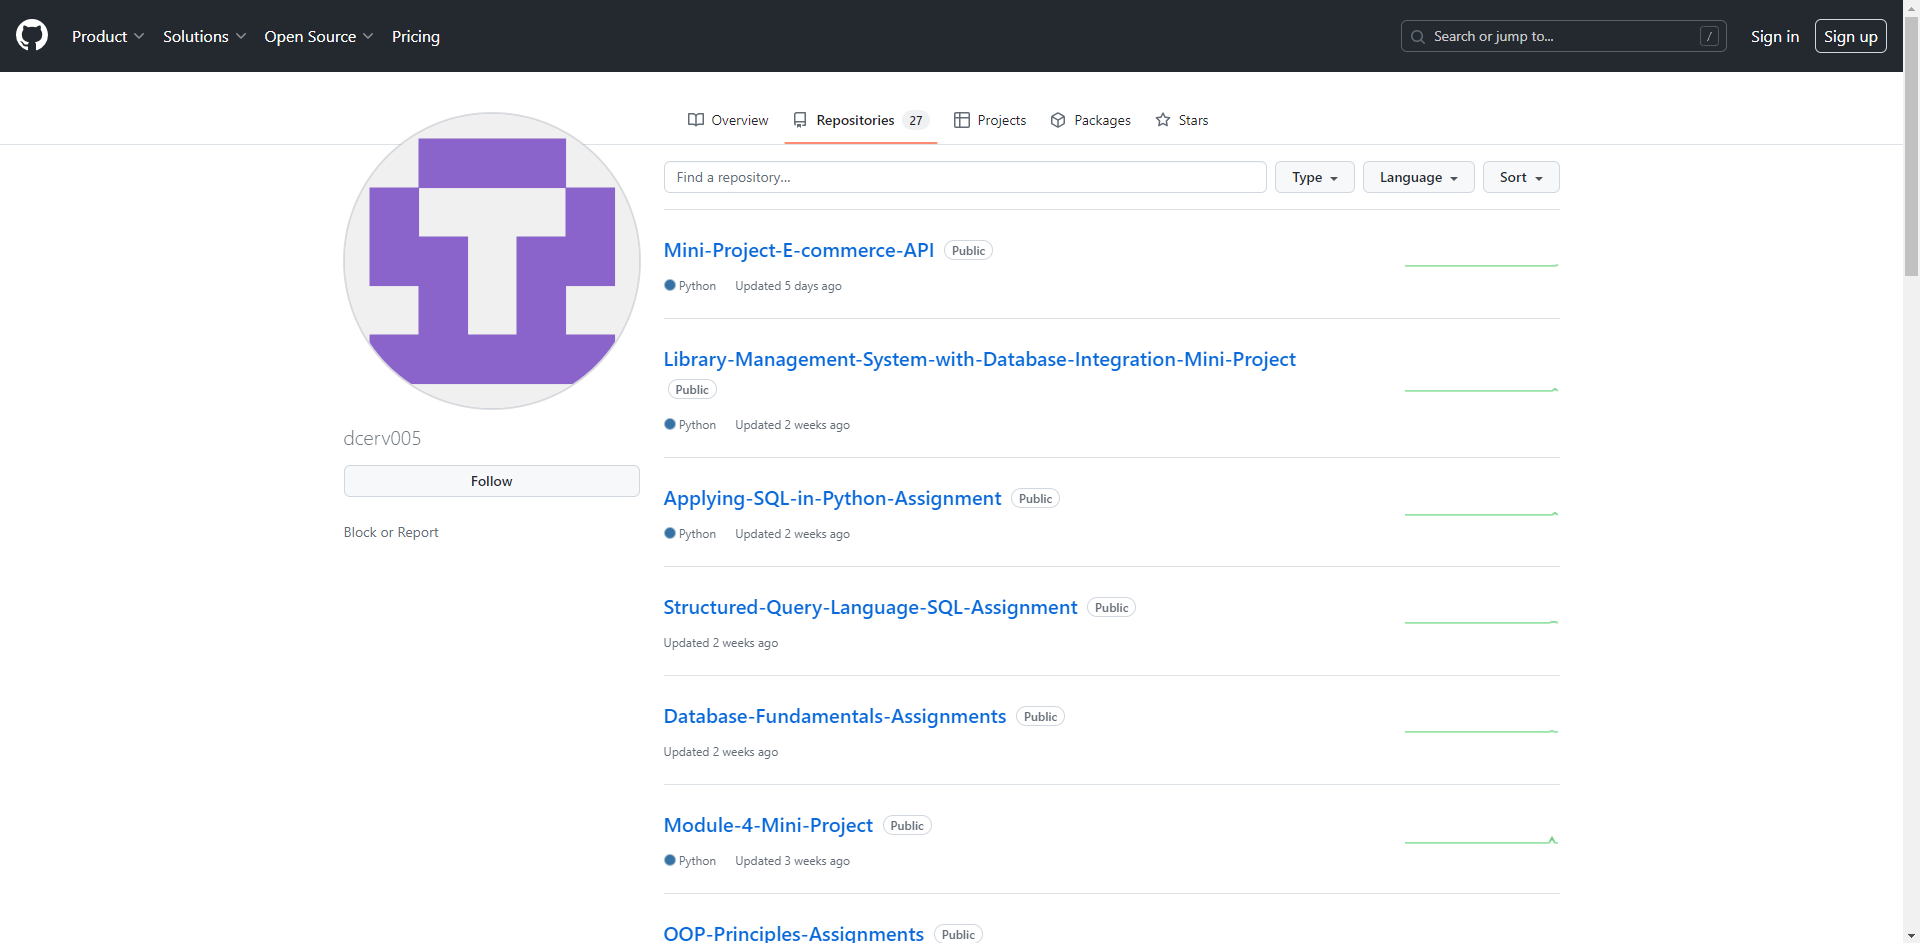 Product Solutions Open Source Pricing Search or jump to... / Sign in Sign up
Overview Repositories 27 Projects Packages Stars
Find a repository... Type Language Sort
dcerv005
Follow
Block or Report
Mini-Project-E-commerce-API Public
Python Updated 5 days ago
Library-Management-System-with-Database-Integration-Mini-Project
Public
Python Updated 2 weeks ago
Applying-SQL-in-Python-Assignment Public
Python Updated 2 weeks ago
Structured-Query-Language-SQL-Assignment Public
Updated 2 weeks ago
Database-Fundamentals-Assignments Public
Updated 2 weeks ago
Module-4-Mini-Project Public
Python Updated 3 weeks ago
OOP-Principles-Assignments Public